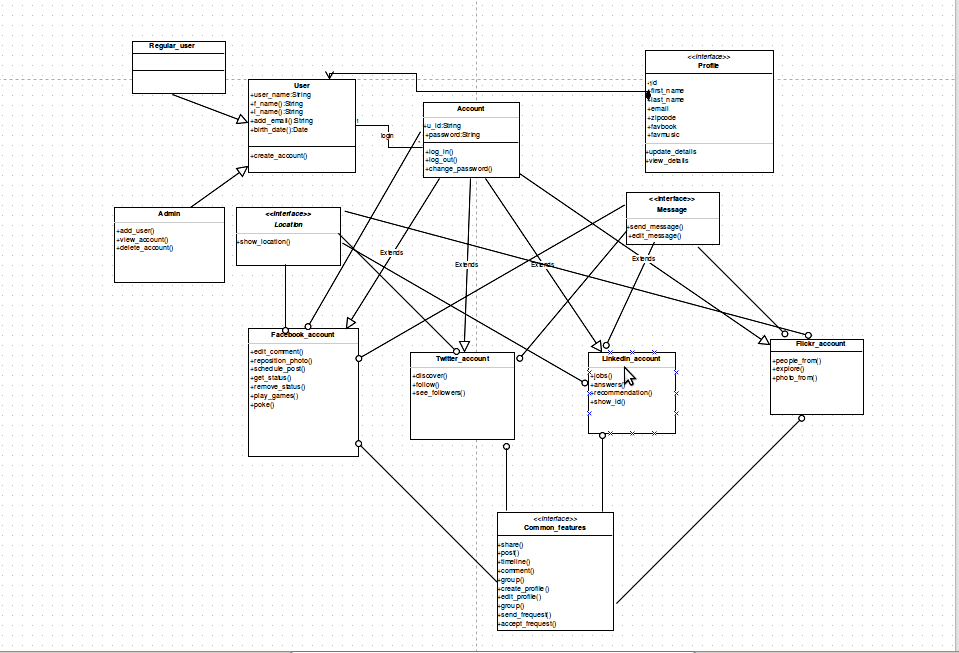 Regular_user
User
+user_name:String
+f_name():String
+l_name():String
+add_email():String
+birth_date():Date
+create_account()
1
login
Account
+u_id:String
+password:String
+log_in()
+log_out()
+change_password()
<<interface>>
Profile
+id
+first_name
+last_name
+email
+zipcode
+favbook
+favmusic
+update_details
+view_details
Admin
+add_user()
+view_account()
+delete_account()
<<interface>>
Location
+show_location()
<<interface>>
Message
+send_message()
+edit_message()
Extends
Extends
Extends
Extends
Facebook_account
+edit_comment()
+reposition_photo()
+schedule_post()
+get_status()
+remove_status()
+play_games()
+poke()
Twitter_account
+discover()
+follow()
+see_followers()
Linkedin_account
+jobs()
+answers()
+recommendation()
+show_id()
Flickr_account
+people_from()
+explore()
+photo_from()
<<interface>>
Common_features
+share()
+post()
+timeline()
+comment()
+group()
+create_profile()
+edit_profile()
+group()
+send_frequest()
+accept_frequest()